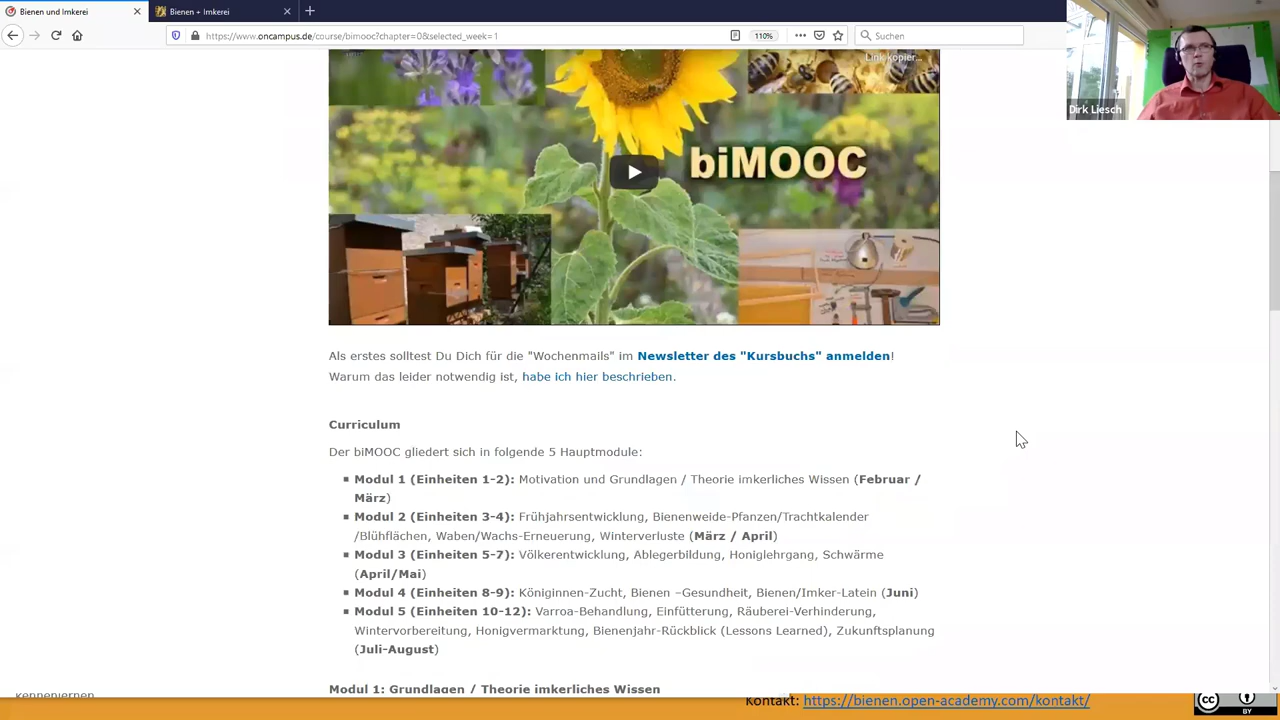 Bienen und Imkerei
Bienen + Imkerei
https://www.oncampus.de/course/bimooc?chapter=0&selected_week=1
110%
Suchen
Dirk Liesch
Link kopier...
biMOOC
Als erstes solltest Du Dich für die "Wochenmails" im Newsletter des "Kursbuchs" anmelden!
Warum das leider notwendig ist, habe ich hier beschrieben.
Curriculum
Der biMOOC gliedert sich in folgende 5 Hauptmodule:
Modul 1 (Einheiten 1-2): Motivation und Grundlagen / Theorie imkerliches Wissen (Februar /
März)
Modul 2 (Einheiten 3-4): Frühjahrsentwicklung, Bienenweide-Pfanzen/Trachtkalender
/Blühflächen, Waben/Wachs-Erneuerung, Winterverluste (März / April)
Modul 3 (Einheiten 5-7): Völkerentwicklung, Ablegerbildung, Honiglehrgang, Schwärme
(April/Mai)
Modul 4 (Einheiten 8-9): Königinnen-Zucht, Bienen –Gesundheit, Bienen/Imker-Latein (Juni)
Modul 5 (Einheiten 10-12): Varroa-Behandlung, Einfütterung, Räuberei-Verhinderung,
Wintervorbereitung, Honigvermarktung, Bienenjahr-Rückblick (Lessons Learned), Zukunftsplanung
(Juli-August)
Modul 1: Grundlagen / Theorie imkerliches Wissen
kennenlernen
Kontakt: https://bienen.open-academy.com/kontakt/
cc
BY